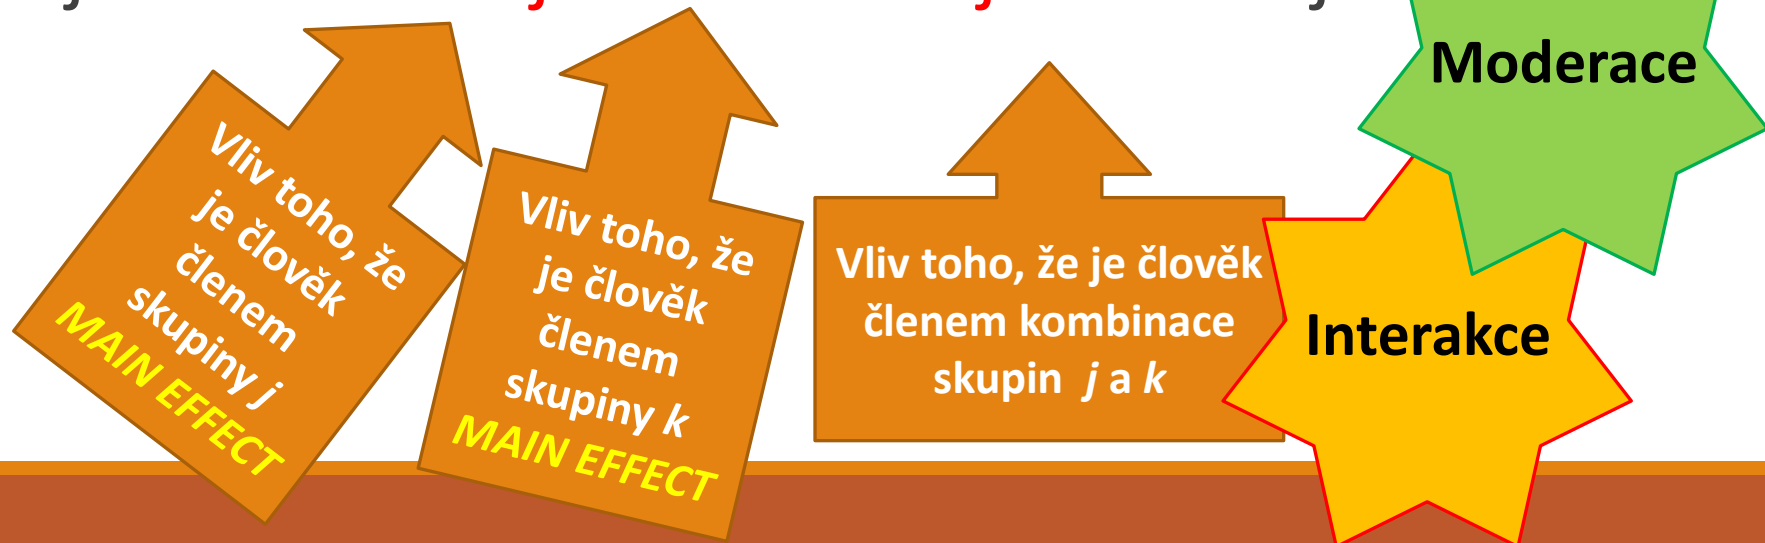 Vliv toho, že
je člověk
členem
skupiny j
MAIN EFFECT
Vliv toho, že
je člověk
členem
skupiny k
MAIN EFFECT
Vliv toho, že je člověk
členem kombinace
skupin j a k
Moderace
Interakce